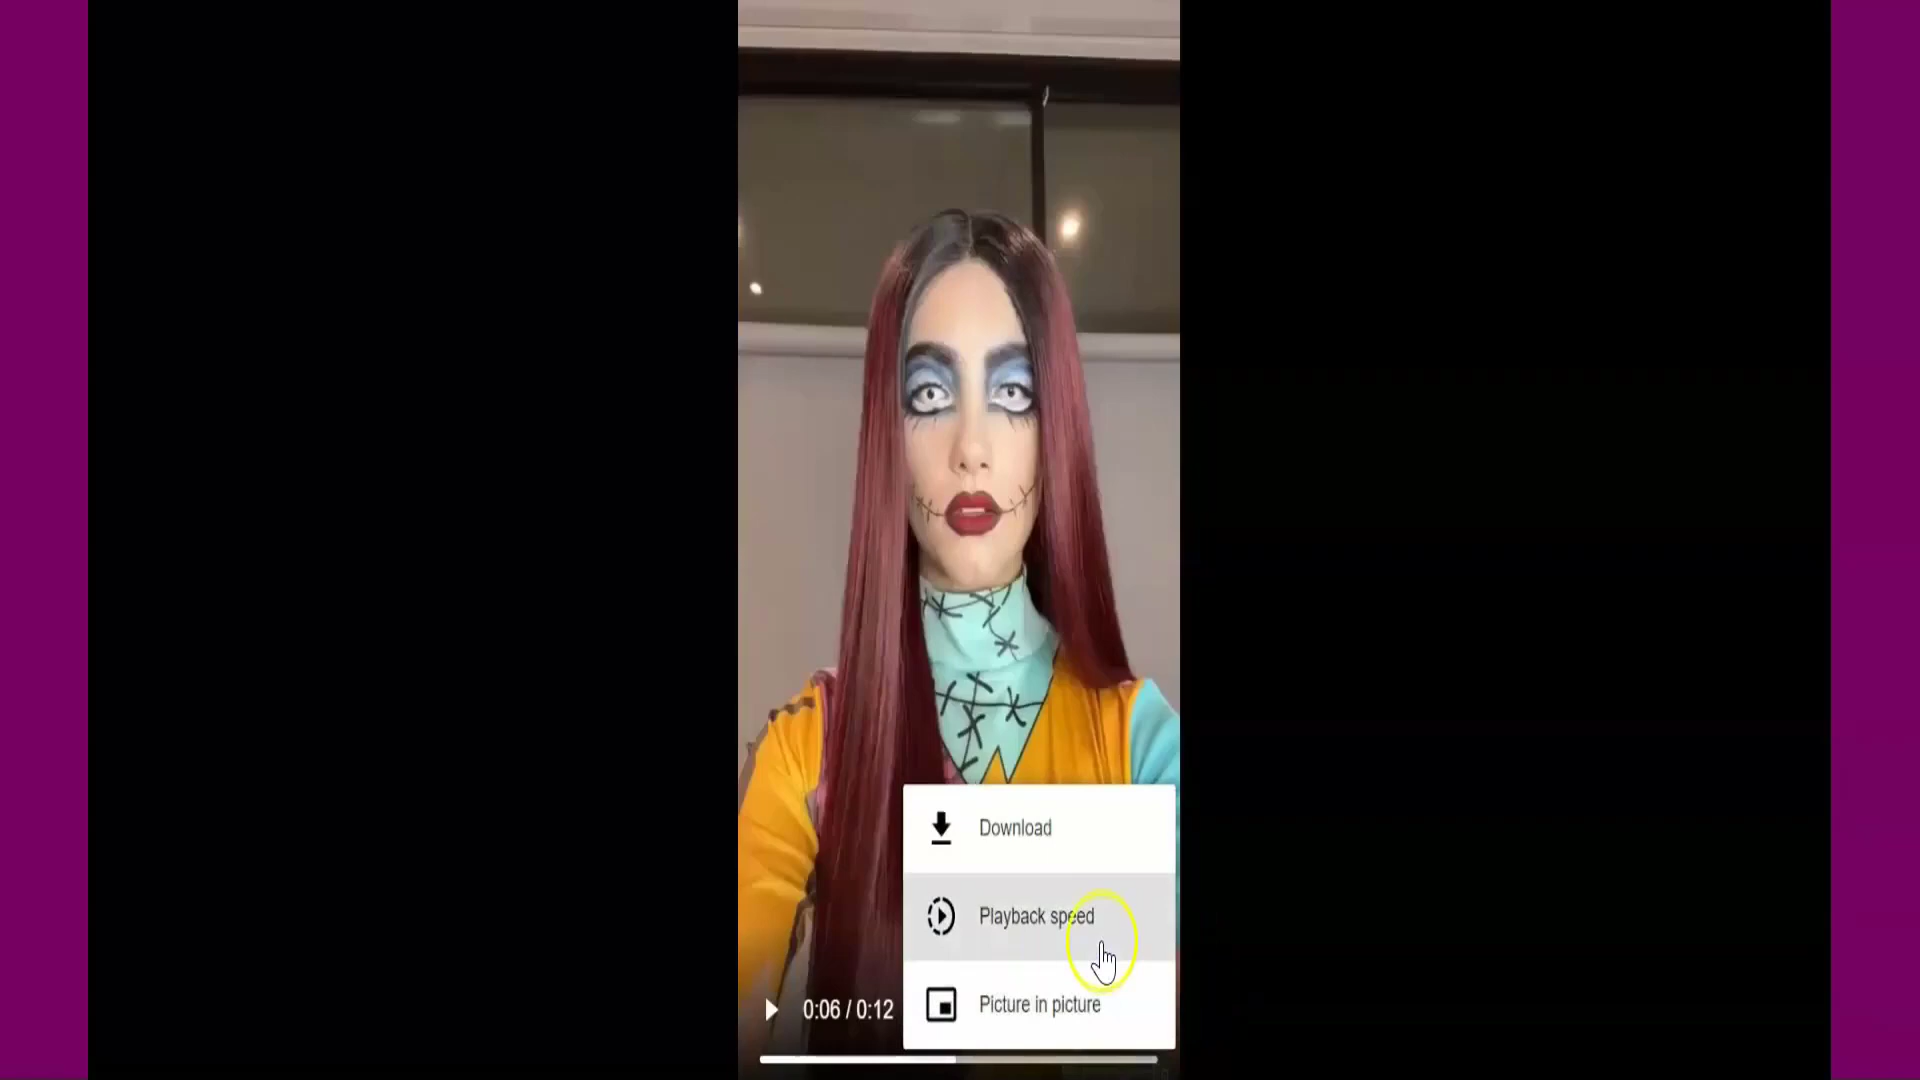 Download
Playback speed
Picture in picture
0:06 / 0:12